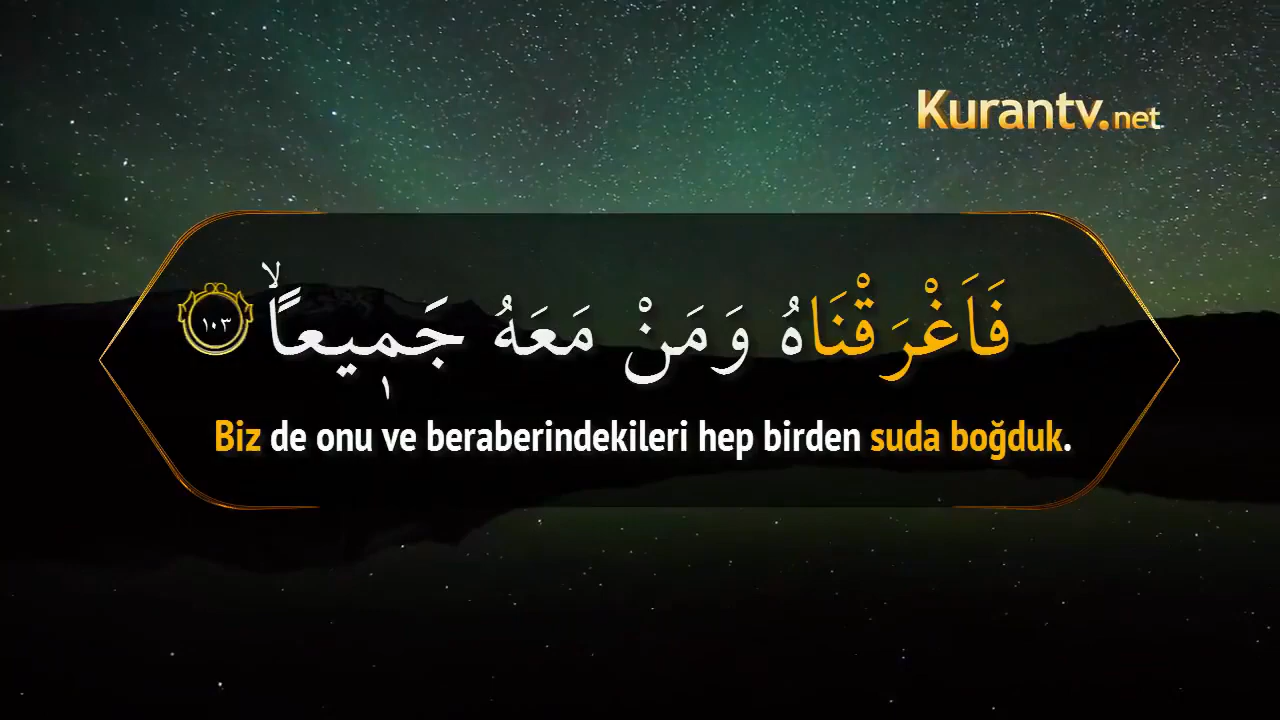 Kurantv.net
فَاَغْرَقْنَاهُ وَمَنْ مَعَهُ جَمٖيعاًۙ ١٠٣
Biz de onu ve beraberindekileri hep birden suda boğduk.